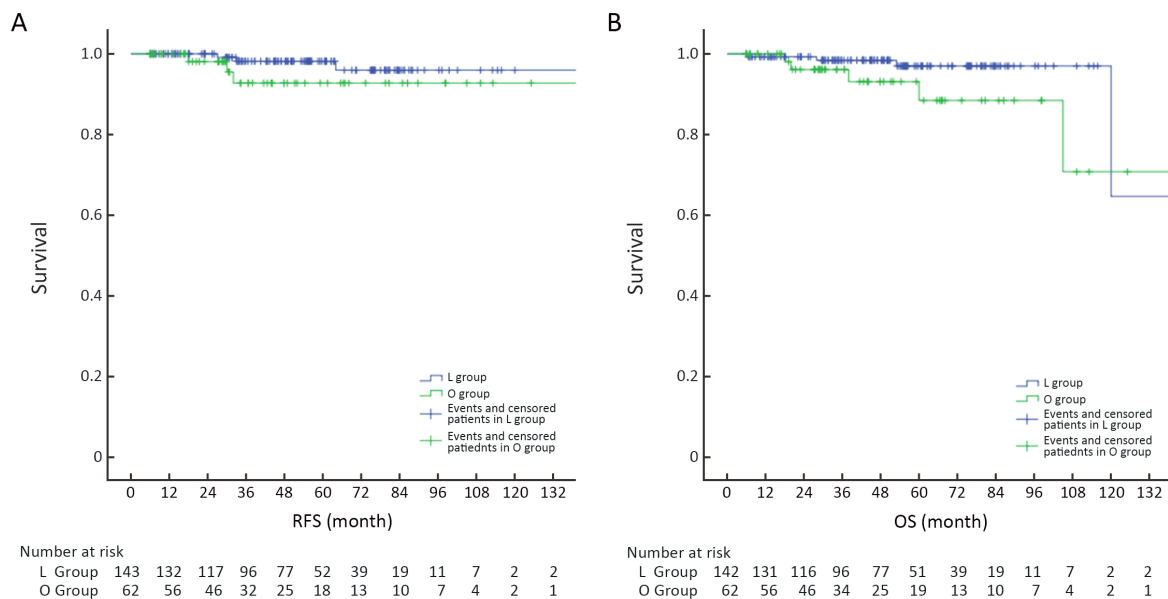 A
1.0
0.8
0.6
0.4
0.2
0
Survival
L group
O group
Events and censored
patients in L group
Events and censored
patiednts in O group
0 12 24 36 48 60 72 84 96 108 120 132
RFS (month)
Number at risk
L Group 143 132 117 96 77 52 39 19 11 7 2 2
O Group 62 56 46 32 25 18 13 10 7 4 2 1
B
1.0
0.8
0.6
0.4
0.2
0
Survival
L group
O group
Events and censored
patients in L group
Events and censored
patiednts in O group
0 12 24 36 48 60 72 84 96 108 120 132
OS (month)
Number at risk
L Group 142 131 116 96 77 51 39 19 11 7 2 2
O Group 62 56 46 34 25 19 13 10 7 4 2 1